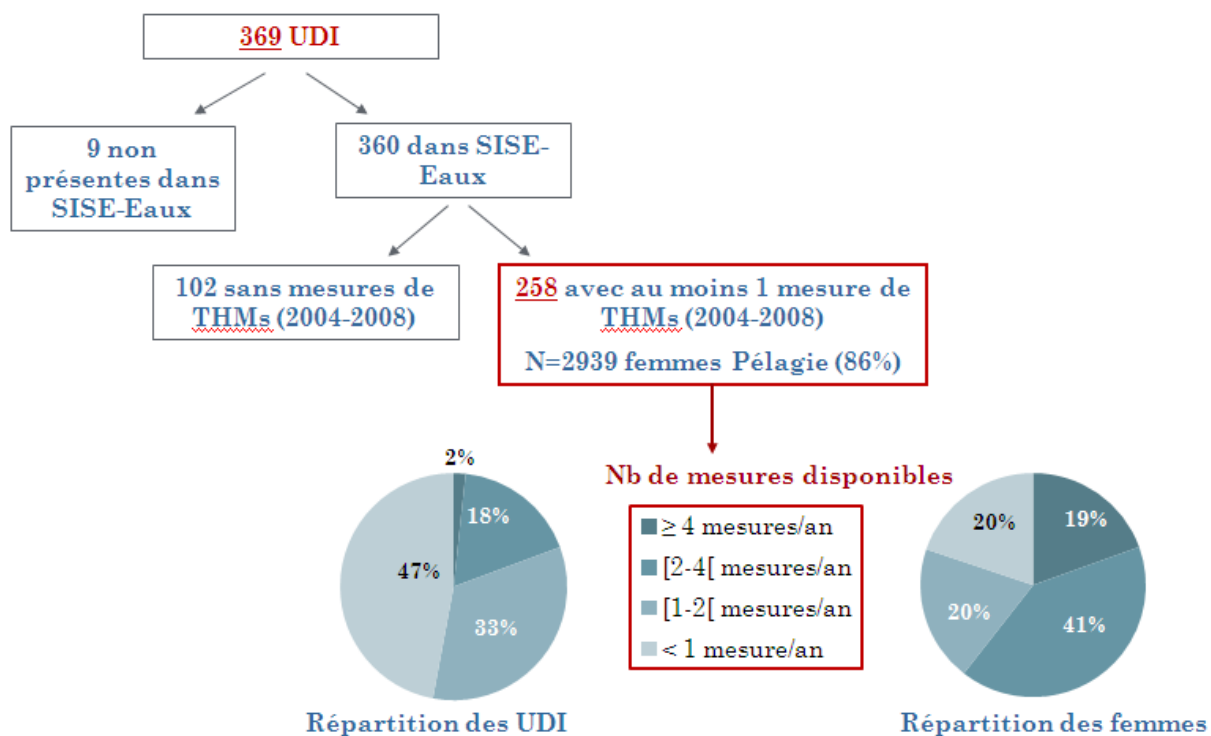 369 UDI
9 non
présentes dans
SISE-Eaux
360 dans SISE-
Eaux
102 sans mesures de
THMs (2004-2008)
258 avec au moins 1 mesure de
THMs (2004-2008)
N=2939 femmes Pélagie (86%)
2%
18%
47%
33%
Répartition des UDI
Nb de mesures disponibles
≥ 4 mesures/an
[2-4[ mesures/an
[1-2[ mesures/an
< 1 mesure/an
20%
19%
20%
41%
Répartition des femmes